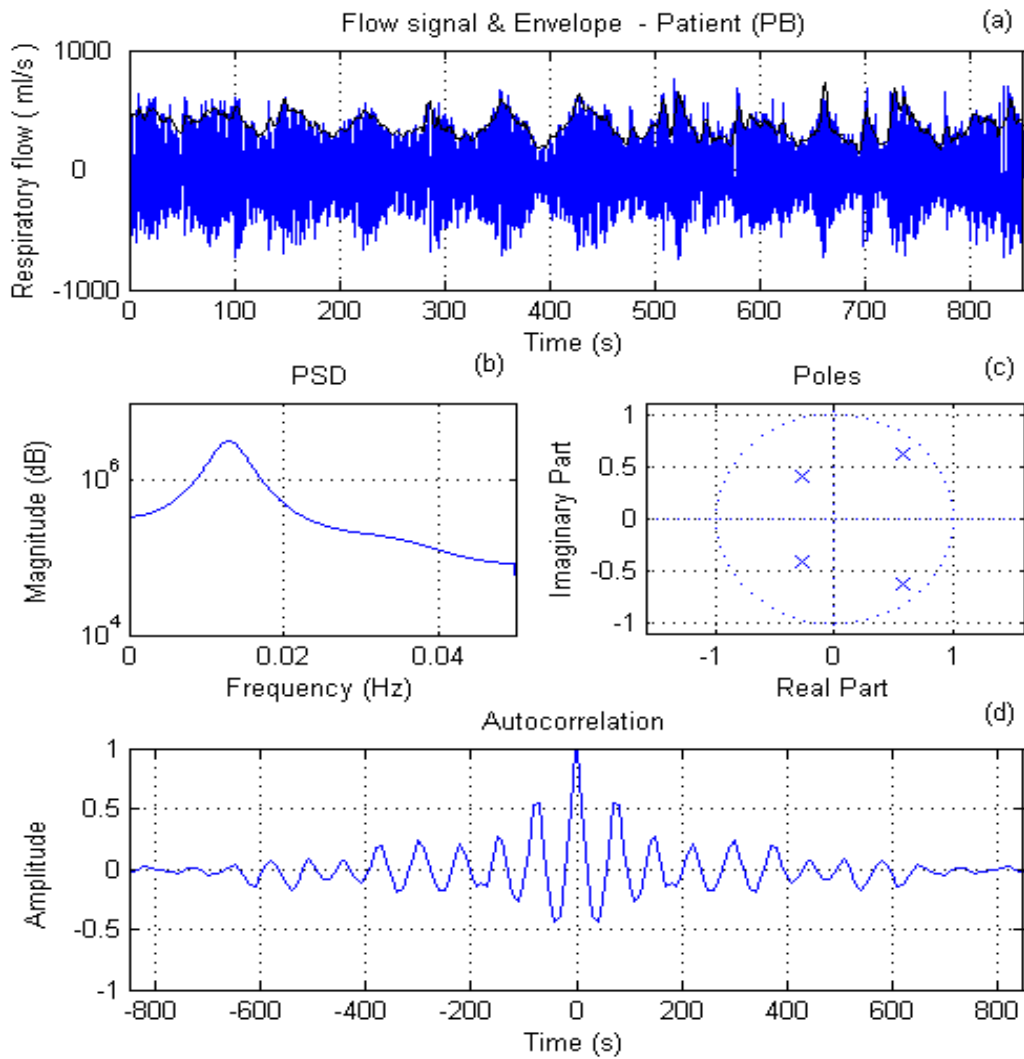 Flow signal & Envelope - Patient (PB)
(a)
Respiratory flow ( ml/s )
1000
0
-1000
0 100 200 300 400 500 600 700 800
Time (s)
PSD
(b)
Magnitude (dB)
10^6
10^4
0 0.02 0.04
Frequency (Hz)
Poles
(c)
Imaginary Part
1
0.5
0
-0.5
-1
-1 0 1
Real Part
Autocorrelation
(d)
Amplitude
1
0.5
0
-0.5
-1
-800 -600 -400 -200 0 200 400 600 800
Time (s)